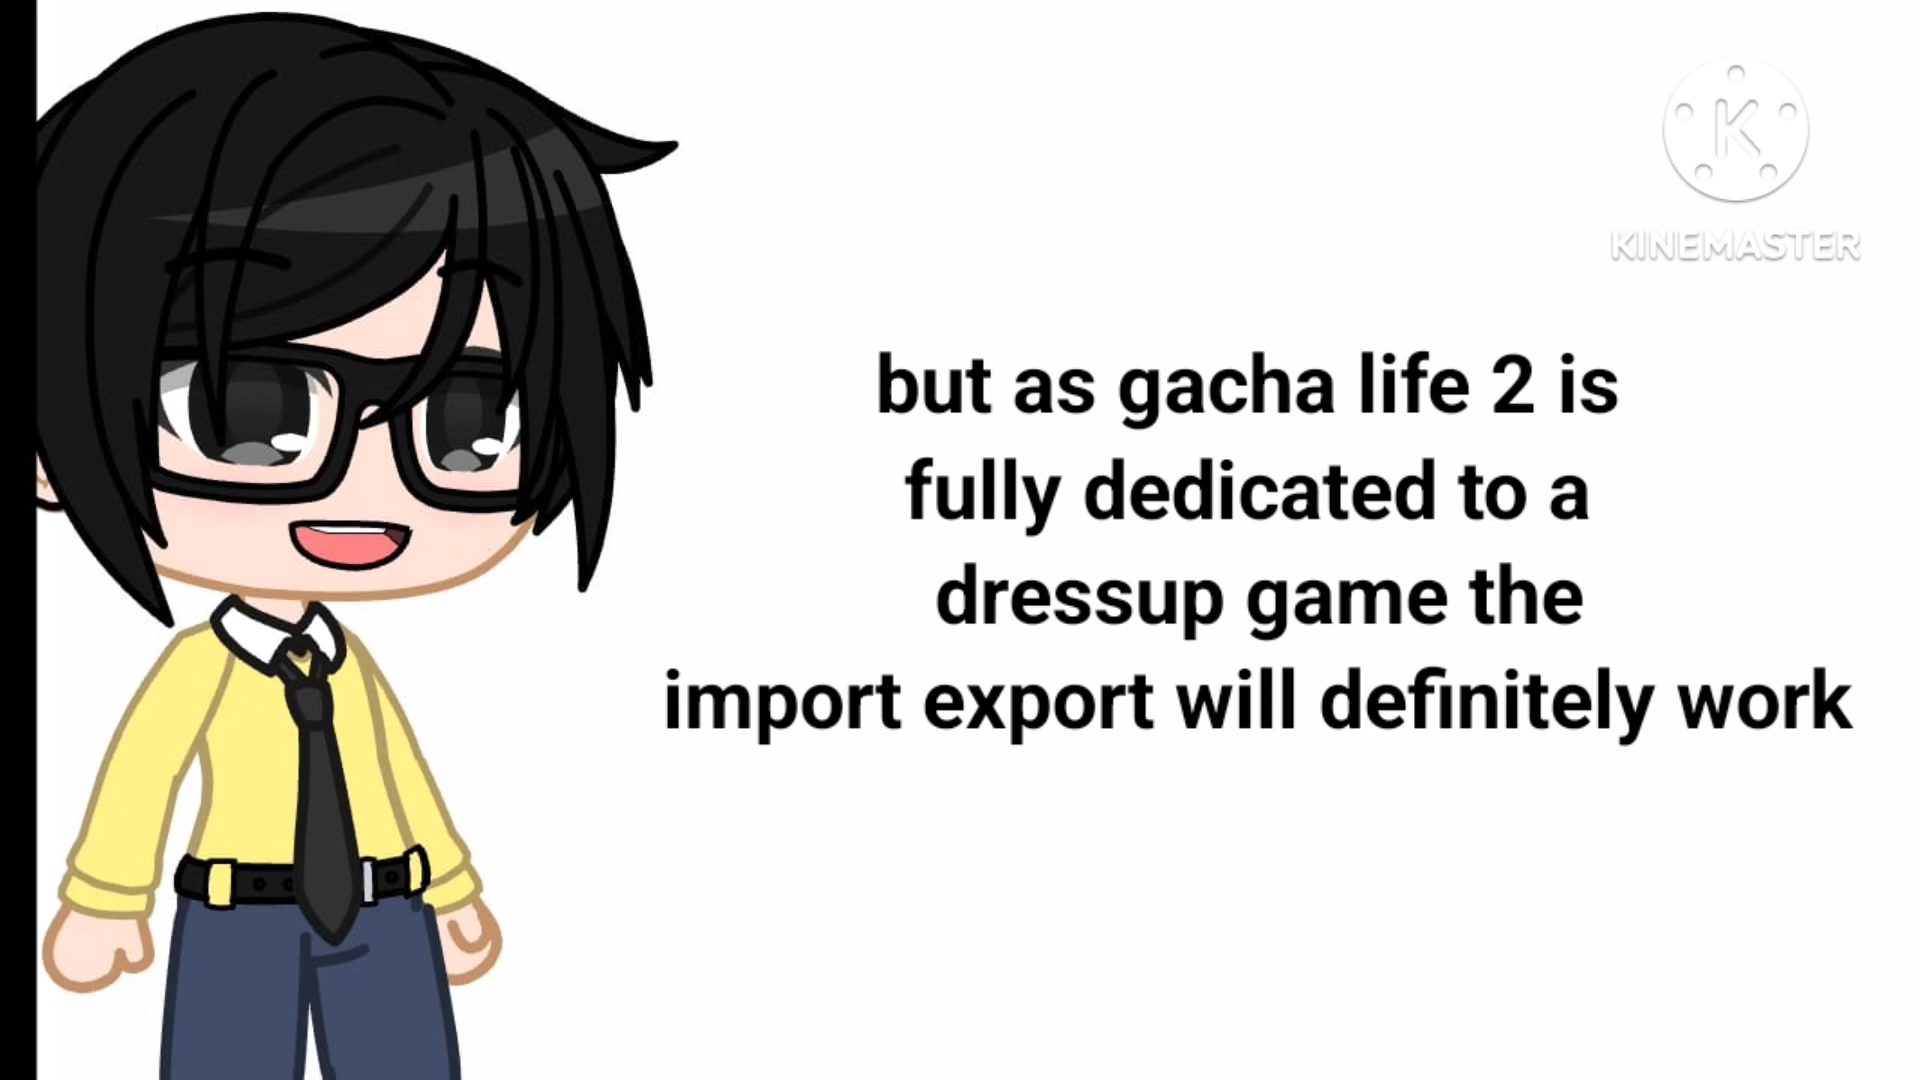 K
KINEMASTER
but as gacha life 2 is
fully dedicated to a
dressup game the
import export will definitely work